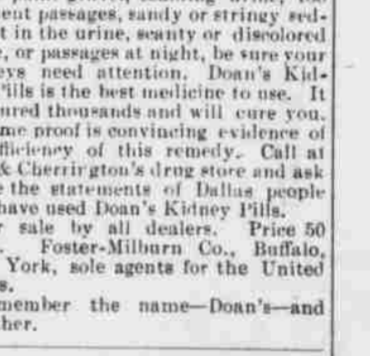 ent passages, sandy or stringy sed-
t in the urine, scanty or discolored
, or passages at night, be sure your
eys need attention. Doan's Kid-
Pills is the best medicine to use. It
ured thousands and will cure you.
me proof is convincing evidence of
fficiency of this remedy. Call at
& Cherrington's drug store and ask
e the statements of Dallas people
have used Doan's Kidney Pills.
r sale by all dealers. Price 50
. Foster-Milburn Co., Buffalo,
York, sole agents for the United
s.
member the name—Doan's—and
her.